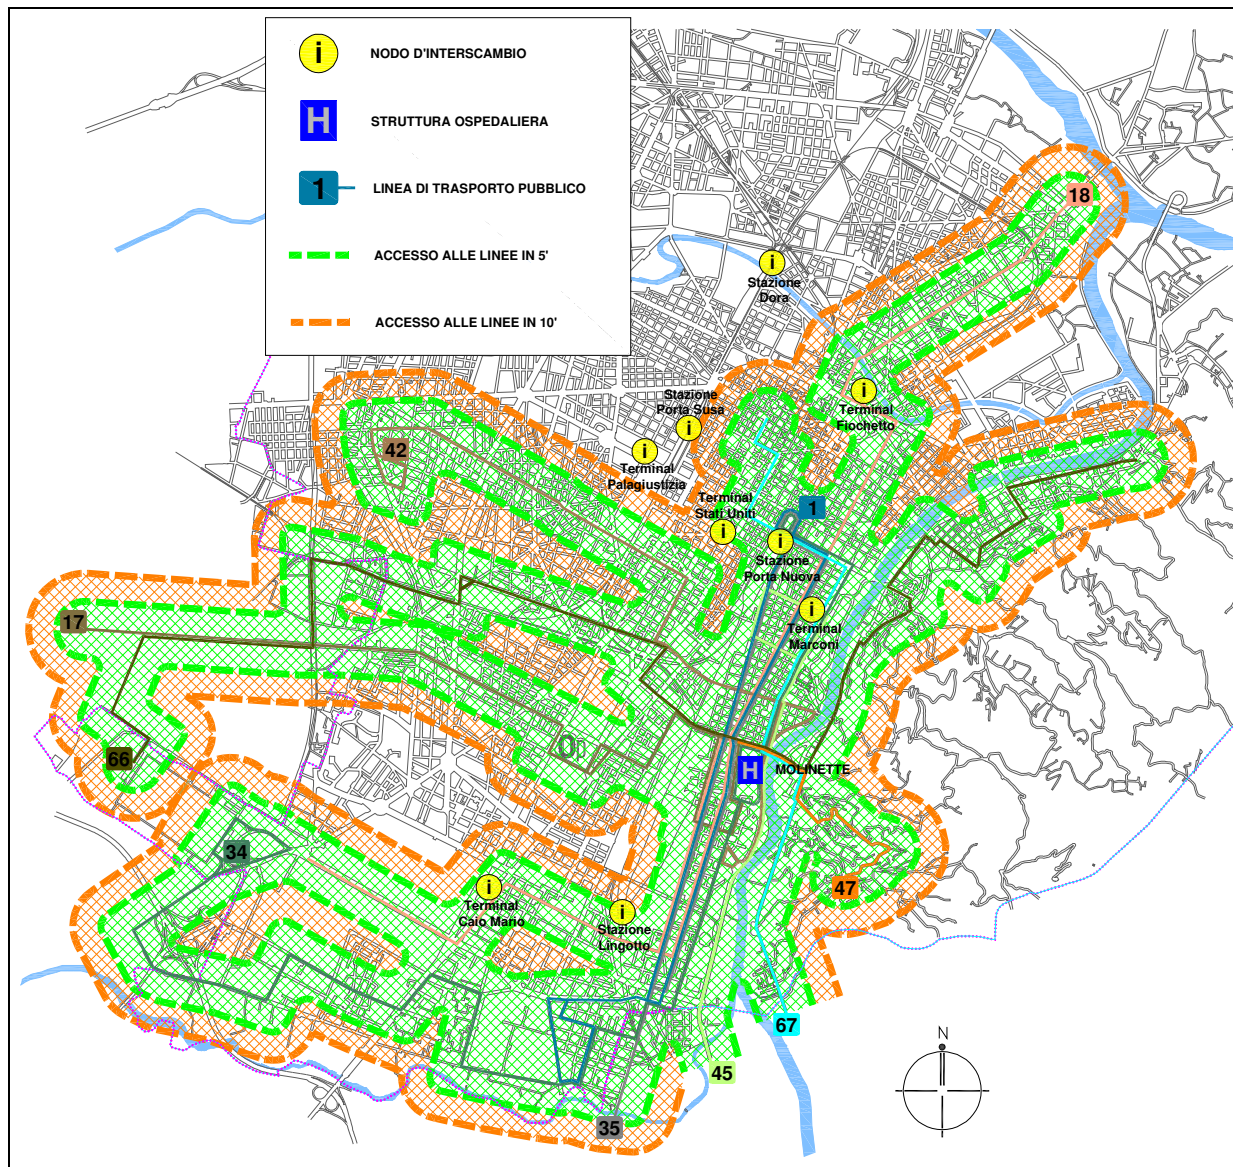 i NODO D'INTERSCAMBIO
H STRUTTURA OSPEDALIERA
1 LINEA DI TRASPORTO PUBBLICO
ACCESSO ALLE LINEE IN 5'
ACCESSO ALLE LINEE IN 10'
18
i
Stazione
Dora
i
Terminal
Fiochetto
Stazione
Porta Susa
i
42
i
Terminal
Palagiustizia
Terminal
Stati Uniti
i
1
i
Stazione
Porta Nuova
i
Terminal
Marconi
17
66
H MOLINETTE
34
47
i
Terminal
Caio Mario
i
Stazione
Lingotto
67
45
35
N